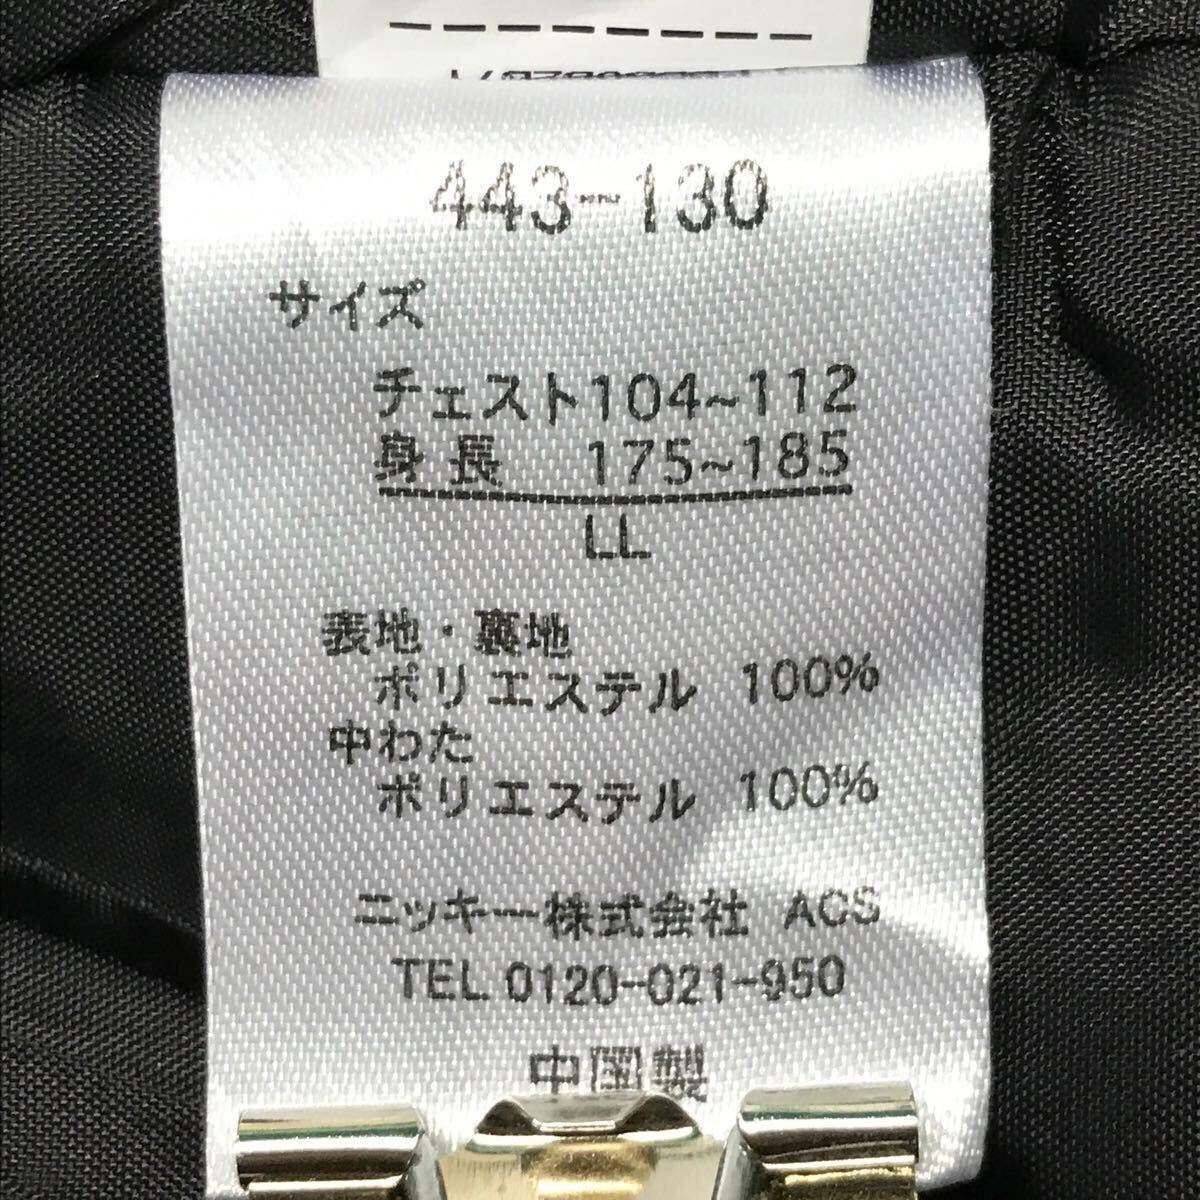 443-130
サイズ
チェスト104~112
身長 175~185
LL
表地・裏地
ポリエステル 100%
中わた
ポリエステル 100%
ニッキー株式会社 ACS
TEL 0120-021-950
中国製